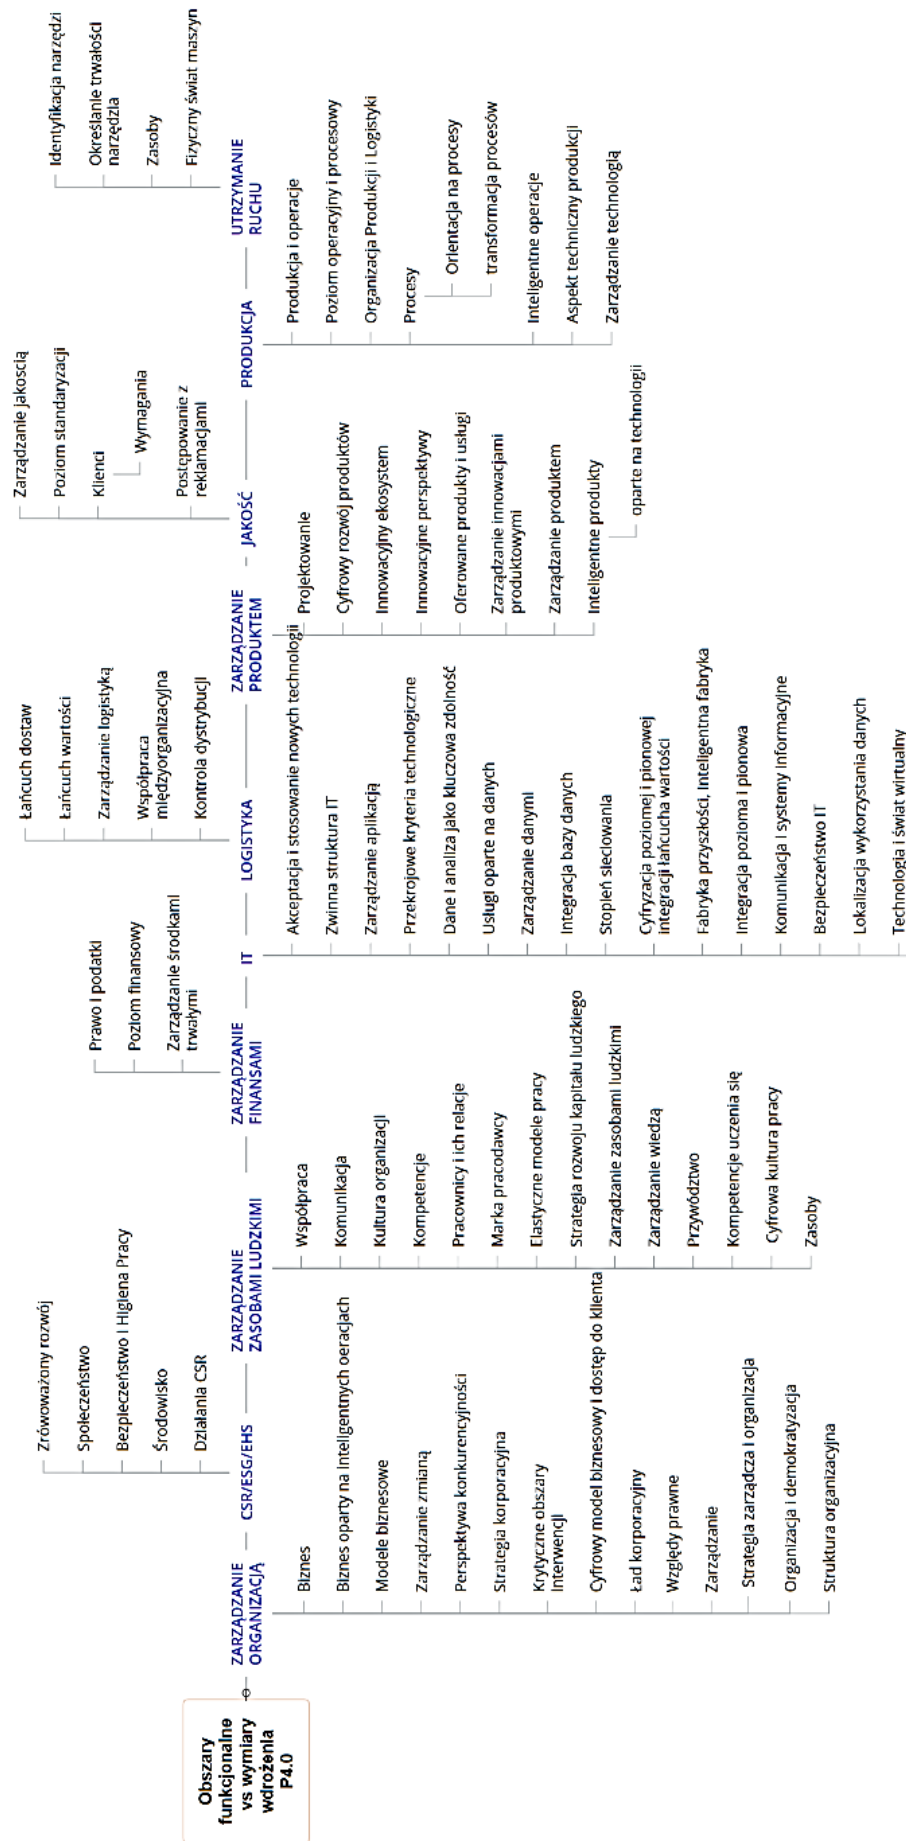 Obszary
funkcjonalne
vs wymiary
wdrożenia
P4.0
ZARZĄDZANIE
ORGANIZACJĄ
Biznes
Biznes oparty na Inteligentnych oeracjach
Modele biznesowe
Zarządzanie zmianą
Perspektywa konkurencyjności
Strategia korporacyjna
Krytyczne obszary
Interwencji
Cyfrowy model biznesowy i dostęp do klienta
Ład korporacyjny
Względy prawne
Zarządzanie
Strategia zarządcza i organizacja
Organizacja i demokratyzacja
Struktura organizacyjna
CSR/ESG/EHS
Zrównoważony rozwój
Społeczeństwo
Bezpieczeństwo i Higiena Pracy
Środowisko
Działania CSR
ZARZĄDZANIE
ZASOBAMI LUDZKIMI
Współpraca
Komunikacja
Kultura organizacji
Kompetencje
Pracownicy i ich relacje
Marka pracodawcy
Elastyczne modele pracy
Strategia rozwoju kapitału ludzkiego
Zarządzanie zasobami ludzkimi
Zarządzanie wiedzą
Przywództwo
Kompetencje uczenia się
Cyfrowa kultura pracy
Zasoby
ZARZĄDZANIE
FINANSAMI
Prawo i podatki
Poziom finansowy
Zarządzanie środkami
trwałymi
IT
Akceptacja i stosowanie nowych technologii
Zwinna struktura IT
Zarządzanie aplikacją
Przekrojowe kryteria technologiczne
Dane i analiza jako kluczowa zdolność
Usługi oparte na danych
Zarządzanie danymi
Integracja bazy danych
Stopień sieciowania
Cyfryzacja poziomej i pionowej
integracji łańcucha wartości
Fabryka przyszłości, Inteligentna fabryka
Integracja pozioma i pionowa
Komunikacja i systemy informacyjne
Bezpieczeństwo IT
Lokalizacja wykorzystania danych
Technologia i świat wirtualny
LOGISTYKA
Łańcuch dostaw
Łańcuch wartości
Zarządzanie logistyką
Współpraca
międzyorganizacyjna
Kontrola dystrybucji
ZARZĄDZANIE
PRODUKTEM
Projektowanie
Cyfrowy rozwój produktów
Innowacyjny ekosystem
Innowacyjne perspektywy
Oferowane produkty i usługi
Zarządzanie innowacjami
produktowymi
Zarządzanie produktem
Inteligentne produkty
oparte na technologii
JAKOŚĆ
Zarządzanie jakością
Poziom standaryzacji
Klienci
Wymagania
Postępowanie z
reklamacjami
PRODUKCJA
Produkcja i operacje
Poziom operacyjny i procesowy
Organizacja Produkcji i Logistyki
Procesy
Orientacja na procesy
transformacja procesów
Inteligentne operacje
Aspekt techniczny produkcji
Zarządzanie technologią
UTRZYMANIE
RUCHU
Identyfikacja narzędzi
Określanie trwałości
narzędzia
Zasoby
Fizyczny świat maszyn